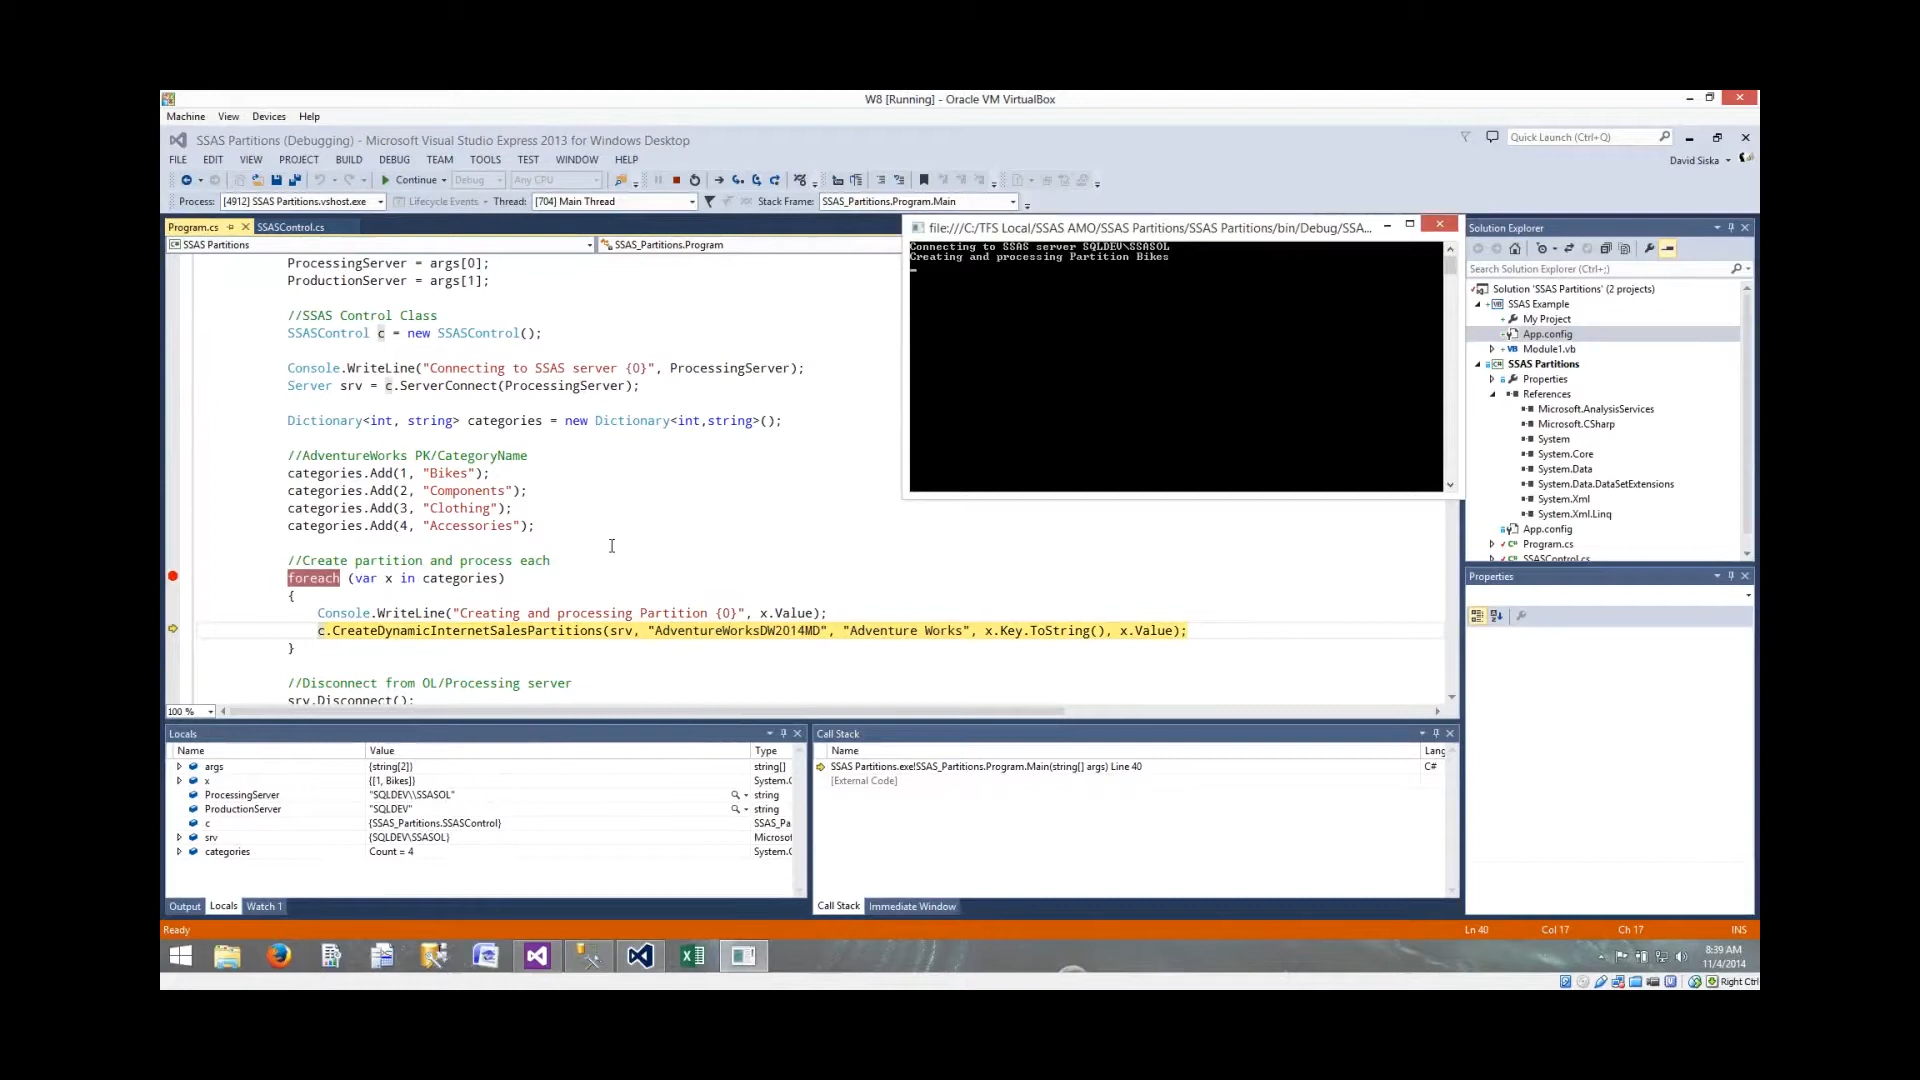 W8 [Running] - Oracle VM VirtualBox
Machine View Devices Help
SSAS Partitions (Debugging) - Microsoft Visual Studio Express 2013 for Windows Desktop
Quick Launch (Ctrl+Q)
FILE EDIT VIEW PROJECT BUILD DEBUG TEAM TOOLS TEST WINDOW HELP
David Siska
Continue Debug Any CPU
Process: [4912] SSAS Partitions.vshost.exe Lifecycle Events Thread: [704] Main Thread Stack Frame: SSAS_Partitions.Program.Main
Program.cs SSASControl.cs
SSAS Partitions SSAS_Partitions.Program
ProcessingServer = args[0];
ProductionServer = args[1];
//SSAS Control Class
SSASControl c = new SSASControl();
Console.WriteLine("Connecting to SSAS server {0}", ProcessingServer);
Server srv = c.ServerConnect(ProcessingServer);
Dictionary<int, string> categories = new Dictionary<int,string>();
//AdventureWorks PK/CategoryName
categories.Add(1, "Bikes");
categories.Add(2, "Components");
categories.Add(3, "Clothing");
categories.Add(4, "Accessories");
//Create partition and process each
foreach (var x in categories)
{
Console.WriteLine("Creating and processing Partition {0}", x.Value);
c.CreateDynamicInternetSalesPartitions(srv, "AdventureWorksDW2014MD", "Adventure Works", x.Key.ToString(), x.Value);
}
//Disconnect from OL/Processing server
srv.Disconnect();
100 %
file:///C:/TFS Local/SSAS AMO/SSAS Partitions/SSAS Partitions/bin/Debug/SSA...
Connecting to SSAS server SQLDEV\SSASOL
Creating and processing Partition Bikes
Solution Explorer
Search Solution Explorer (Ctrl+;)
Solution 'SSAS Partitions' (2 projects)
SSAS Example
My Project
App.config
Module1.vb
SSAS Partitions
Properties
References
Microsoft.AnalysisServices
Microsoft.CSharp
System
System.Core
System.Data
System.Data.DataSetExtensions
System.Xml
System.Xml.Linq
App.config
Program.cs
SSASControl.cs
Properties
Locals
Name Value Type
args {string[2]} string[]
x {[1, Bikes]} System.C
ProcessingServer "SQLDEV\\SSASOL" string
ProductionServer "SQLDEV" string
c {SSAS_Partitions.SSASControl} SSAS_Pa
srv {SQLDEV\SSASOL} Microsof
categories Count = 4 System.C
Output Locals Watch 1
Call Stack
Name Lang
SSAS Partitions.exe!SSAS_Partitions.Program.Main(string[] args) Line 40 C#
[External Code]
Call Stack Immediate Window
Ready Ln 40 Col 17 Ch 17 INS
8:39 AM
11/4/2014
Right Ctrl